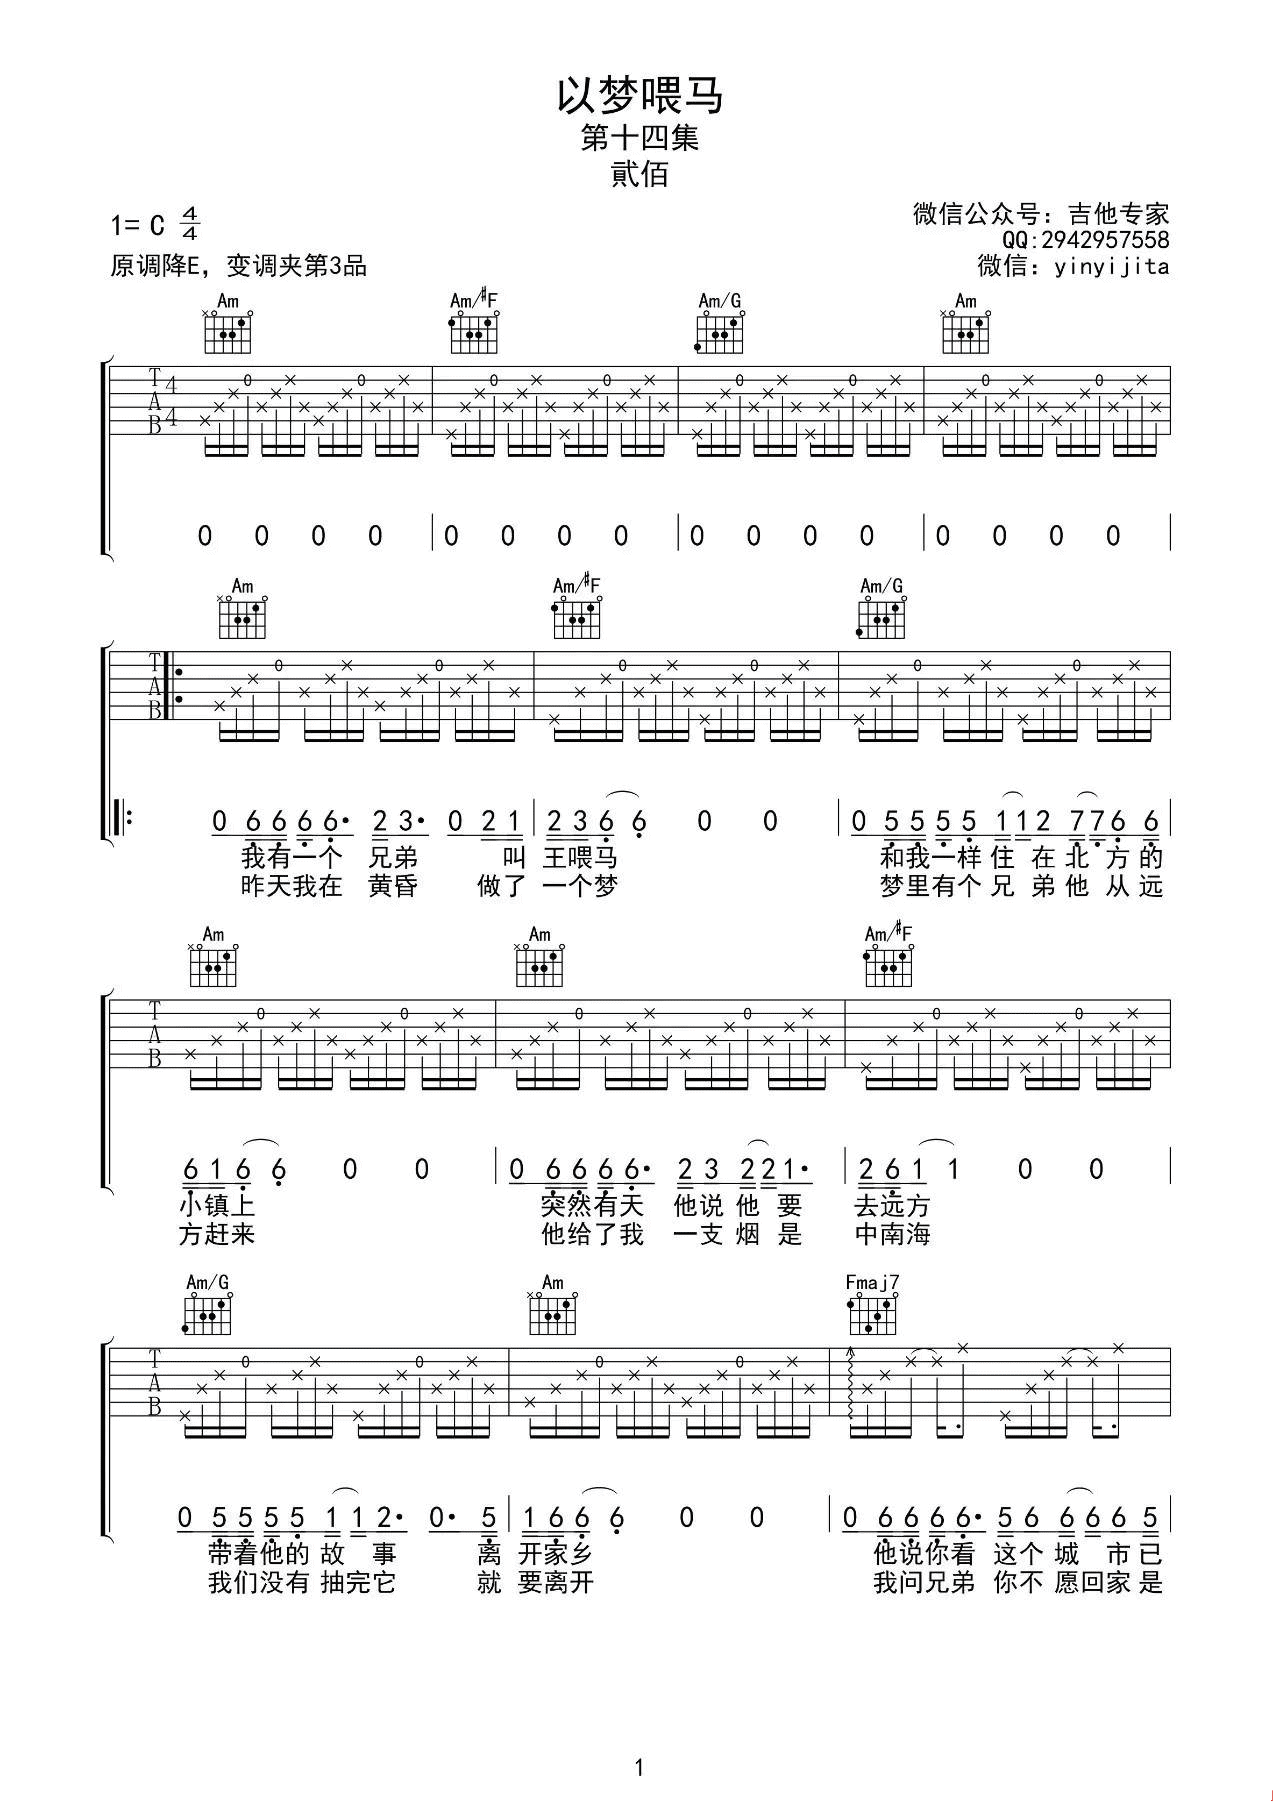 以梦喂马
第十四集
貳佰
1= C 4/4
微信公众号：吉他专家
QQ:2942957558
原调降E，变调夹第3品
微信：yinyijita
Am Am/#F Am/G Am
T A B 4 4
0 0 0 0 0 0 0 0 0 0 0 0 0 0 0 0
Am Am/#F Am/G
T A B
0 6 6 6 6· 2 3· 0 2 1 2 3 6 6 0 0 0 5 5 5 5 1 1 2 7 7 6 6
我有一个 兄弟 叫 王喂马 和我一样 住 在 北 方 的
昨天我在 黄昏 做了 一个梦 梦里有个 兄 弟 他 从 远
Am Am Am/#F
T A B
6 1 6 6 0 0 0 6 6 6 6· 2 3 2 2 1· 2 6 1 1 0 0
小镇上 突然有天 他说 他 要 去远方
方赶来 他给了我 一支 烟 是 中南海
Am/G Am Fmaj7
T A B
0 5 5 5 5 1 1 2· 0· 5 1 6 6 6 0 0 0 6 6 6 6· 5 6 6 6 6 5
带着他的 故 事 离 开家乡 他说你看 这个 城 市已
我们没有 抽完它 就 要离开 我问兄弟 你不 愿回家是
1